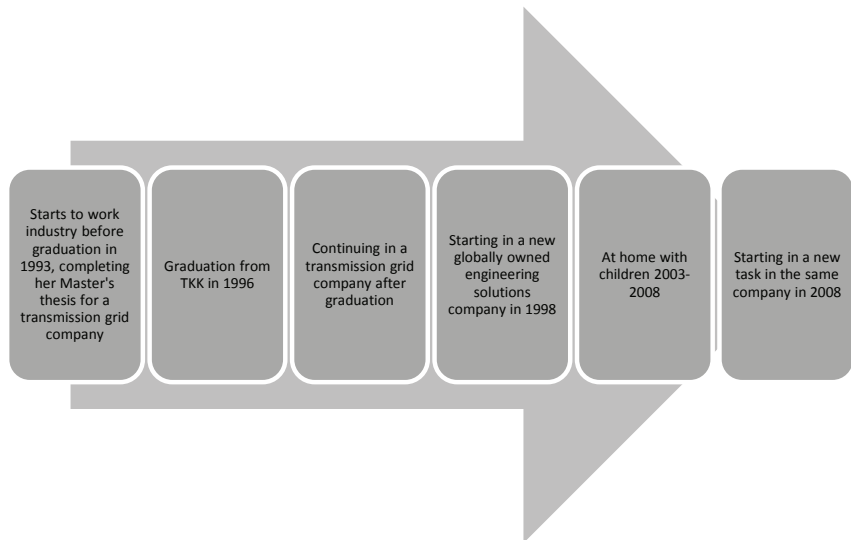 Starts to work
industry before
graduation in
1993, completing
her Master's
thesis for a
transmission grid
company
Graduation from
TKK in 1996
Continuing in a
transmission grid
company after
graduation
Starting in a new
globally owned
engineering
solutions
company in 1998
At home with
children 2003-
2008
Starting in a new
task in the same
company in 2008